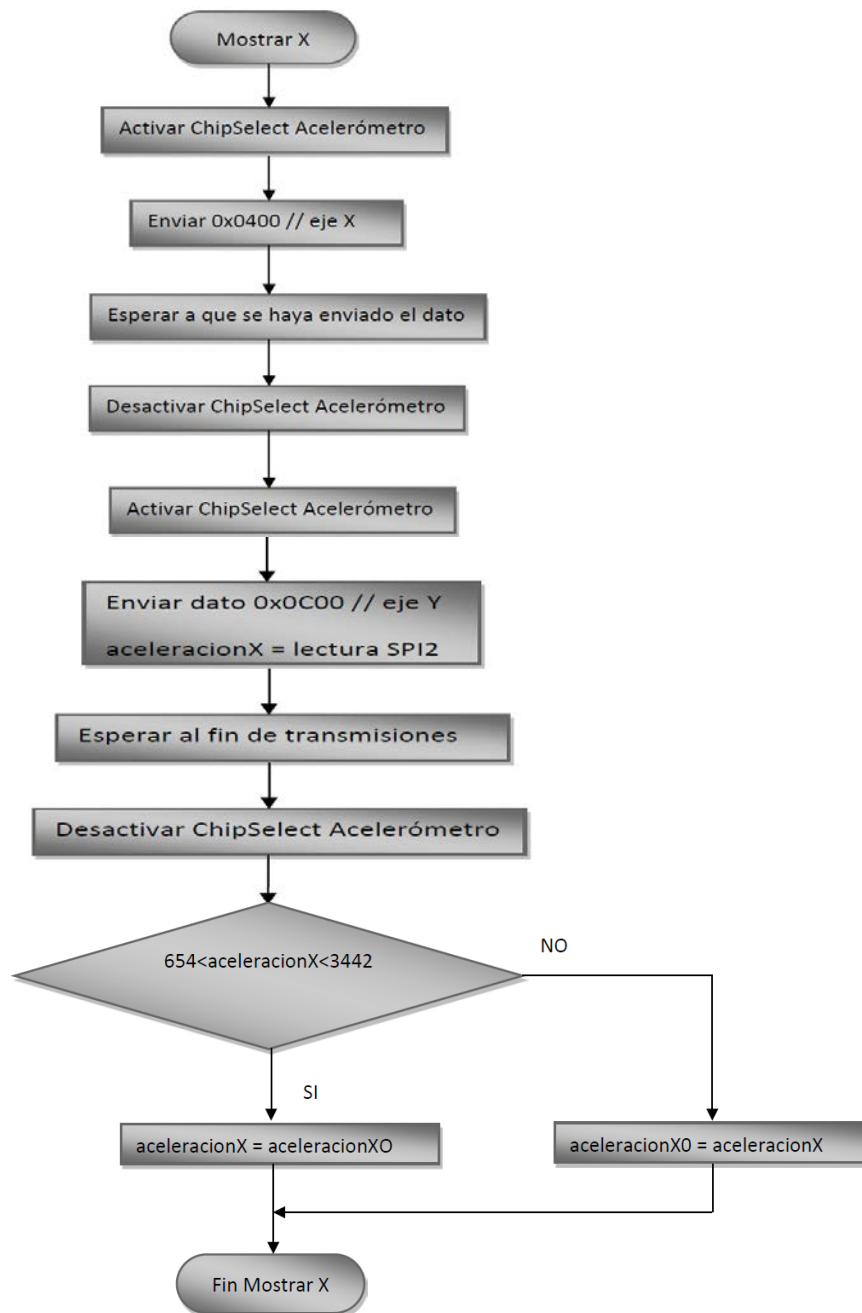 Mostrar X
Activar ChipSelect Acelerómetro
Enviar 0x0400 // eje X
Esperar a que se haya enviado el dato
Desactivar ChipSelect Acelerómetro
Activar ChipSelect Acelerómetro
Enviar dato 0x0C00 // eje Y
aceleracionX = lectura SPI2
Esperar al fin de transmisiones
Desactivar ChipSelect Acelerómetro
654<aceleracionX<3442
NO
SI
aceleracionX = aceleracionXO
aceleracionX0 = aceleracionX
Fin Mostrar X